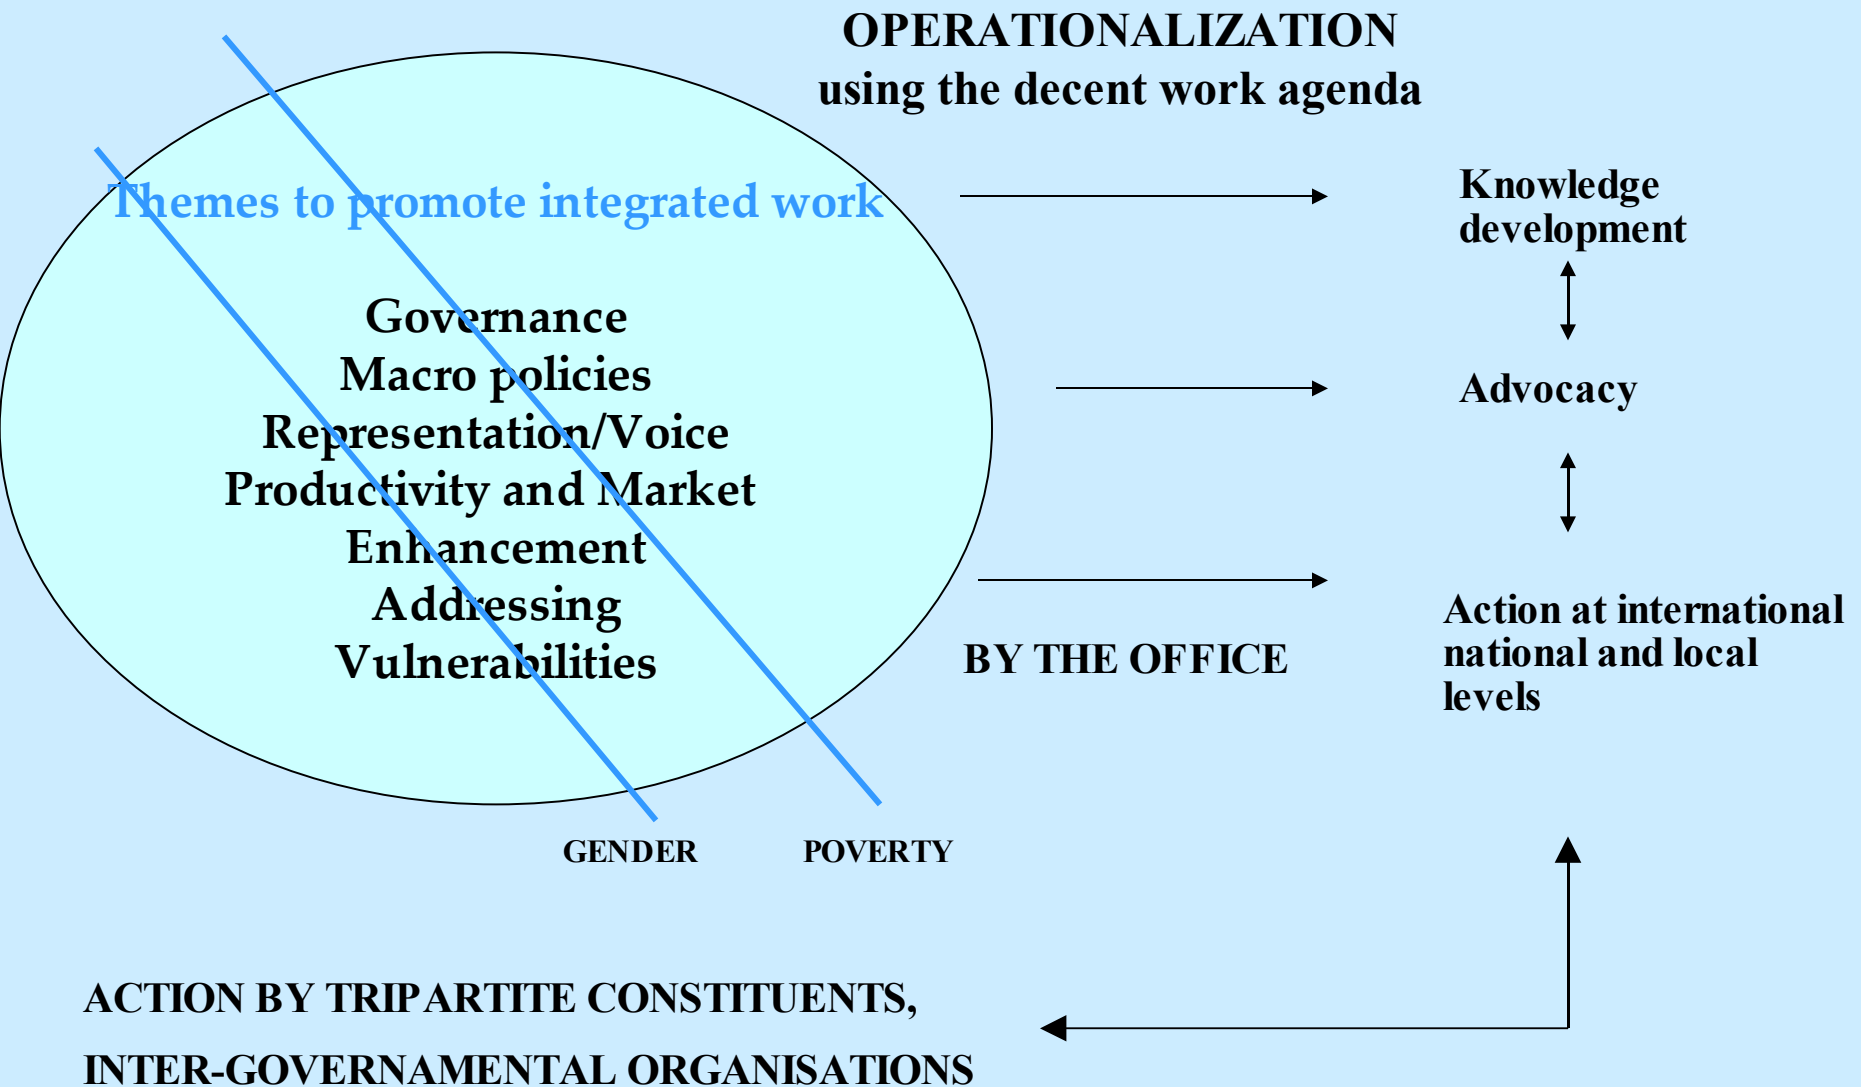 OPERATIONALIZATION
using the decent work agenda
Themes to promote integrated work
Governance
Macro policies
Representation/Voice
Productivity and Market
Enhancement
Addressing
Vulnerabilities
Knowledge
development
Advocacy
Action at international
national and local
levels
BY THE OFFICE
GENDER
POVERTY
ACTION BY TRIPARTITE CONSTITUENTS,
INTER-GOVERNAMENTAL ORGANISATIONS